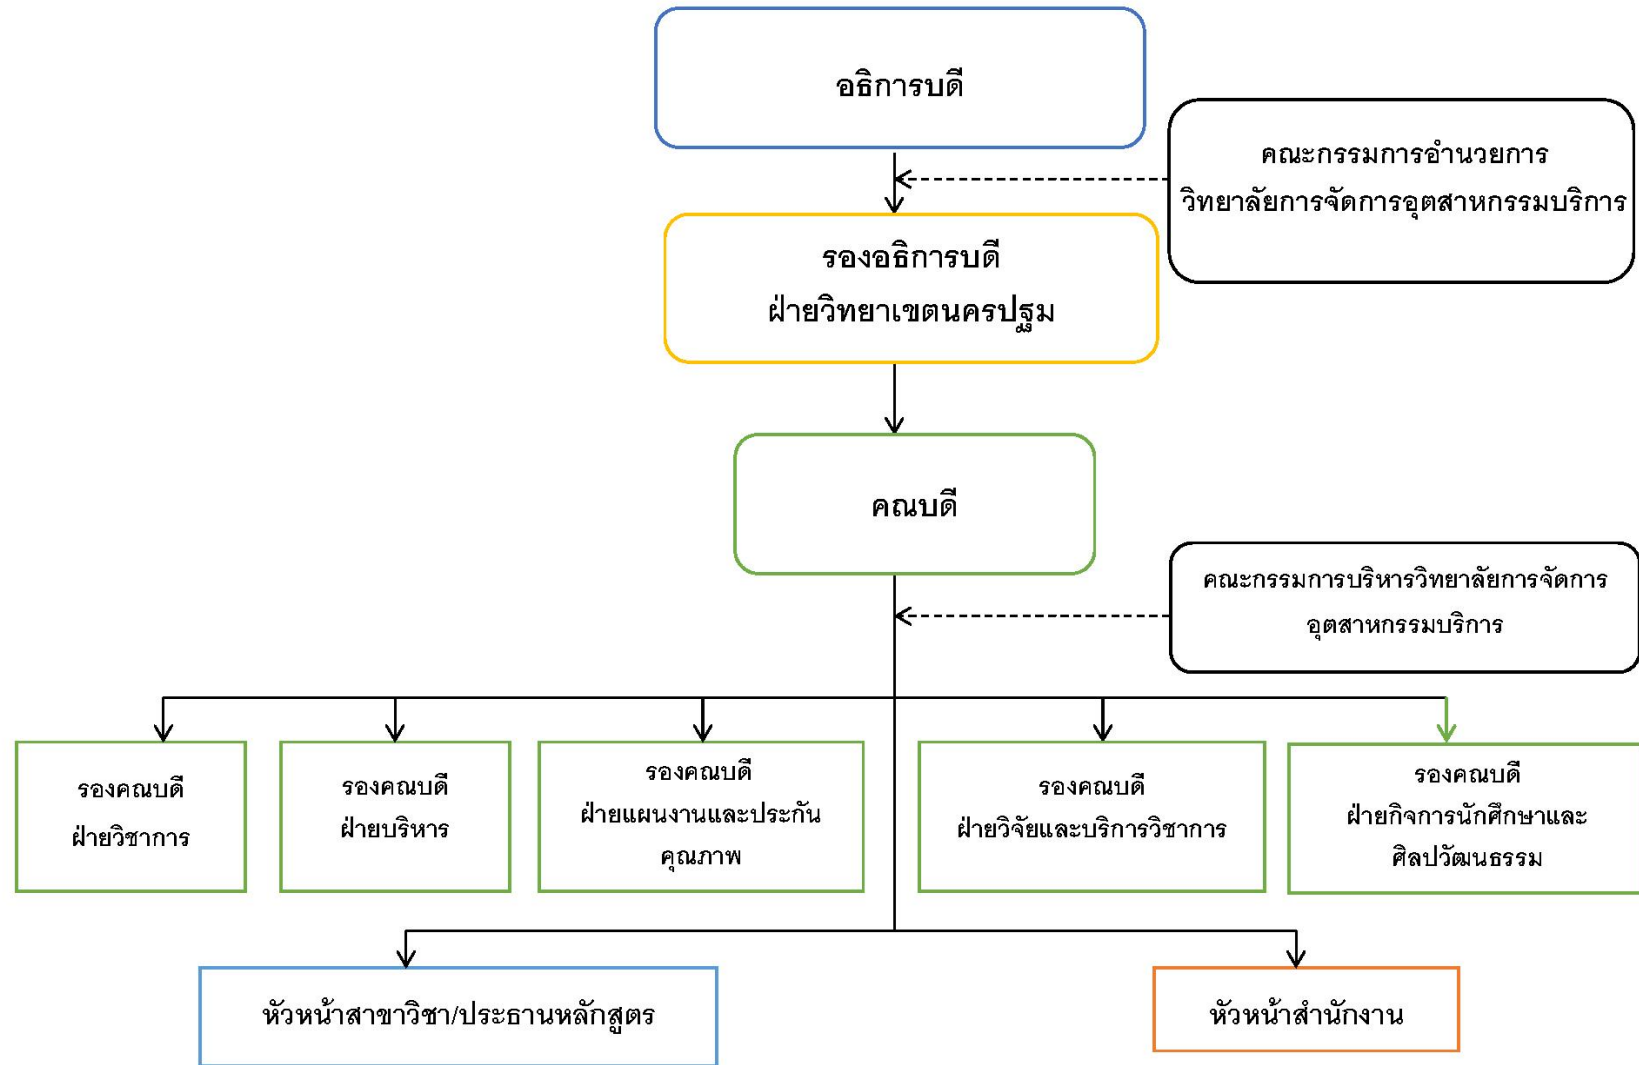 อธิการบดี
คณะกรรมการอำนวยการ
วิทยาลัยการจัดการอุตสาหกรรมบริการ
รองอธิการบดี
ฝ่ายวิทยาเขตนครปฐม
คณบดี
คณะกรรมการบริหารวิทยาลัยการจัดการ
อุตสาหกรรมบริการ
รองคณบดี
ฝ่ายวิชาการ
รองคณบดี
ฝ่ายบริหาร
รองคณบดี
ฝ่ายแผนงานและประกัน
คุณภาพ
รองคณบดี
ฝ่ายวิจัยและบริการวิชาการ
รองคณบดี
ฝ่ายกิจการนักศึกษาและ
ศิลปวัฒนธรรม
หัวหน้าสาขาวิชา/ประธานหลักสูตร
หัวหน้าสำนักงาน